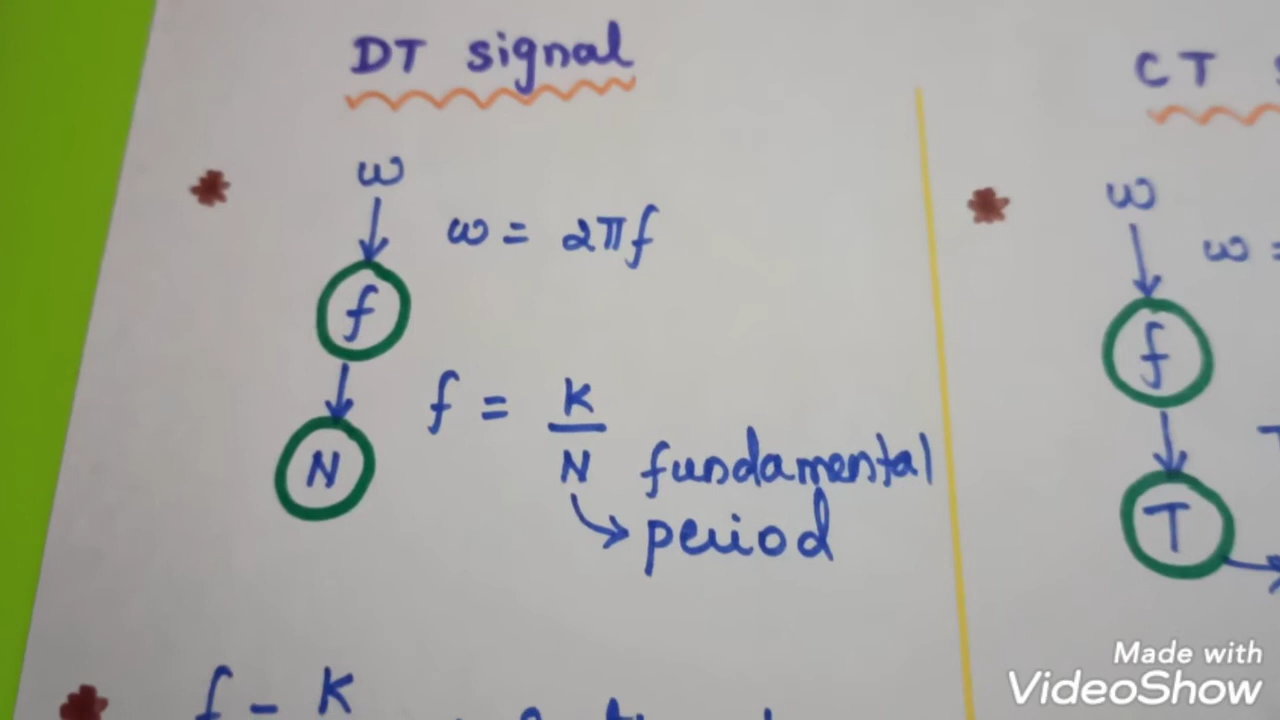 DT signal
ω
ω = 2πf
f
f = K
N
N fundamental
period
f = K
CT
ω
ω =
f
T
Made with
VideoShow